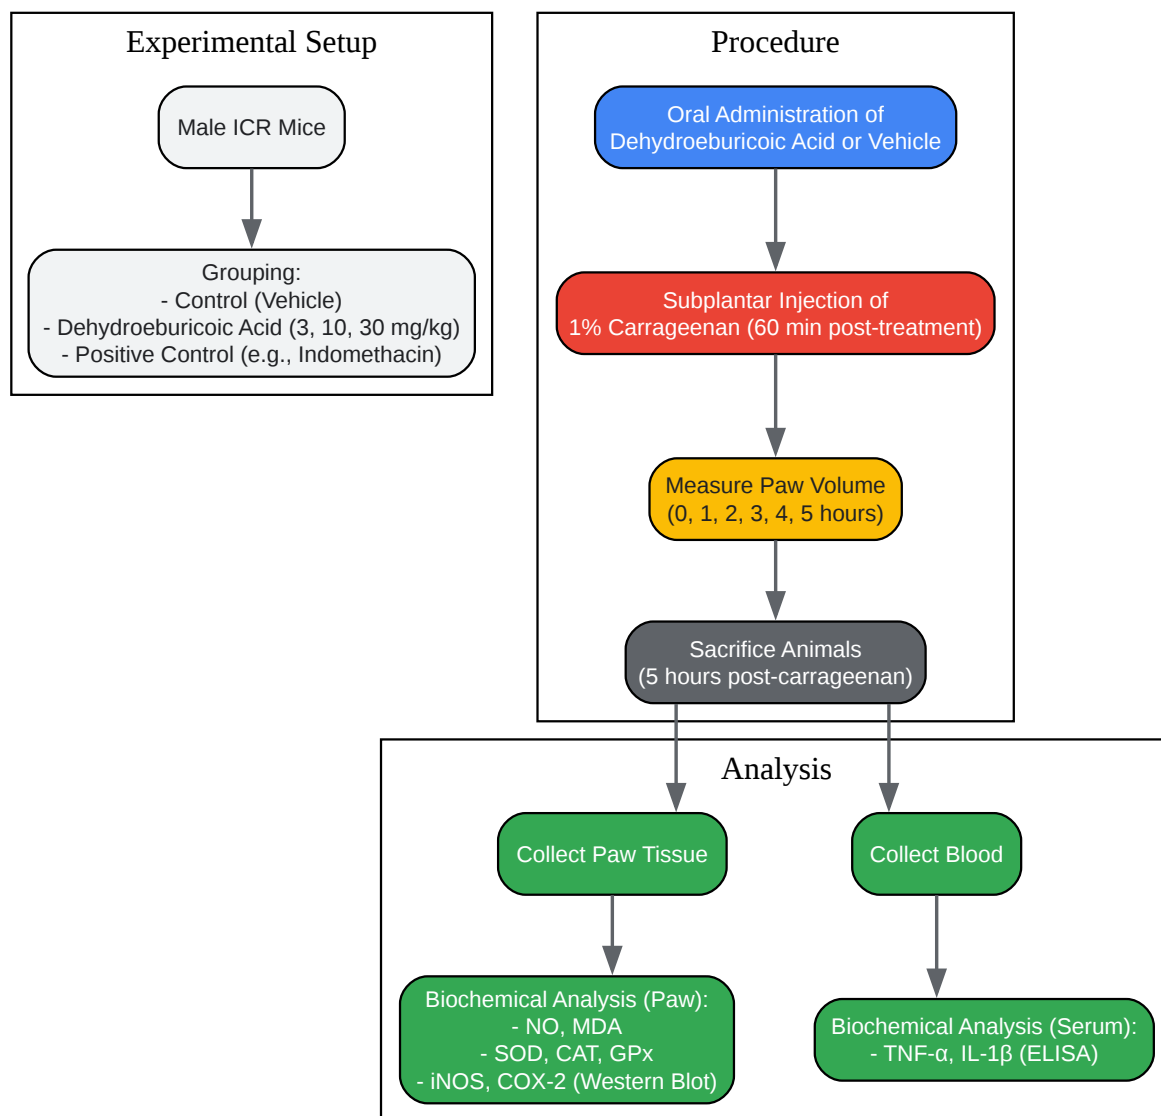 Experimental Setup
Male ICR Mice
Grouping:
- Control (Vehicle)
- Dehydroeburicoic Acid (3, 10, 30 mg/kg)
- Positive Control (e.g., Indomethacin)
Procedure
Oral Administration of
Dehydroeburicoic Acid or Vehicle
Subplantar Injection of
1% Carrageenan (60 min post-treatment)
Measure Paw Volume
(0, 1, 2, 3, 4, 5 hours)
Sacrifice Animals
(5 hours post-carrageenan)
Analysis
Collect Paw Tissue
Collect Blood
Biochemical Analysis (Paw):
- NO, MDA
- SOD, CAT, GPx
- iNOS, COX-2 (Western Blot)
Biochemical Analysis (Serum):
- TNF-α, IL-1β (ELISA)